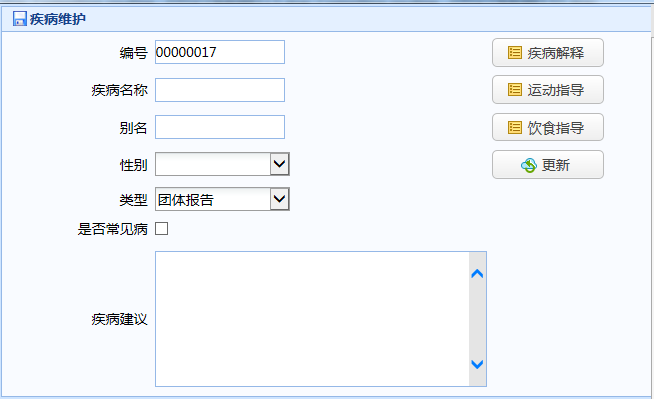 疾病维护
编号 00000017 疾病解释
疾病名称 运动指导
别名 饮食指导
性别 更新
类型 团体报告
是否常见病
疾病建议